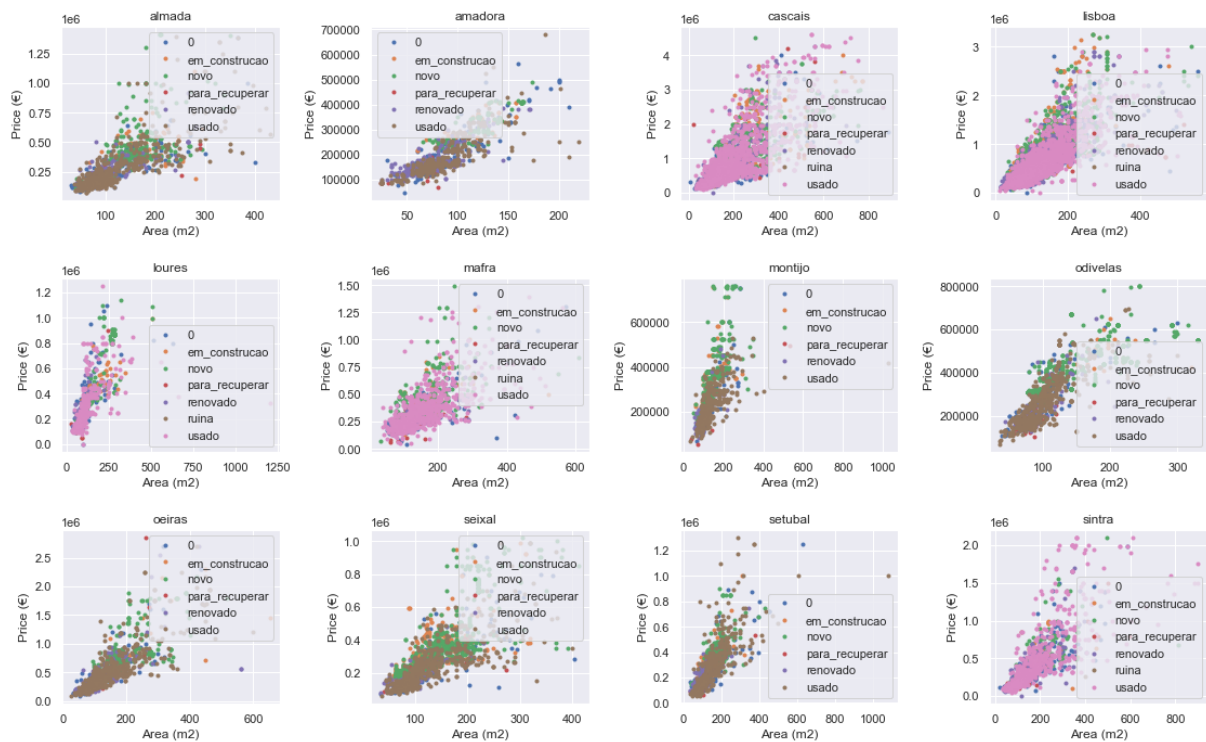 almada
1e6
Price (€)
1.25
1.00
0.75
0.50
0.25
100
200
300
400
Area (m2)
0
em_construcao
novo
para_recuperar
renovado
usado
amadora
Price (€)
700000
600000
500000
400000
300000
200000
100000
50
100
150
200
Area (m2)
0
em_construcao
novo
para_recuperar
renovado
usado
cascais
1e6
Price (€)
5
4
3
2
1
0
0
200
400
600
800
Area (m2)
0
em_construcao
novo
para_recuperar
renovado
ruina
usado
lisboa
1e6
Price (€)
3
2
1
0
0
200
400
Area (m2)
0
em_construcao
novo
para_recuperar
renovado
ruina
usado
loures
1e6
Price (€)
1.2
1.0
0.8
0.6
0.4
0.2
0.0
0
250
500
750
1000
1250
Area (m2)
0
em_construcao
novo
para_recuperar
renovado
ruina
usado
mafra
1e6
Price (€)
1.50
1.25
1.00
0.75
0.50
0.25
0.00
200
400
600
Area (m2)
0
em_construcao
novo
para_recuperar
renovado
ruina
usado
montijo
Price (€)
600000
400000
200000
0
200
400
600
800
1000
Area (m2)
0
em_construcao
novo
para_recuperar
renovado
usado
odivelas
Price (€)
800000
600000
400000
200000
100
200
300
Area (m2)
0
em_construcao
novo
para_recuperar
renovado
usado
oeiras
1e6
Price (€)
2.5
2.0
1.5
1.0
0.5
0.0
0
200
400
600
Area (m2)
0
em_construcao
novo
para_recuperar
renovado
usado
seixal
1e6
Price (€)
1.0
0.8
0.6
0.4
0.2
100
200
300
400
Area (m2)
0
em_construcao
novo
para_recuperar
renovado
usado
setubal
1e6
Price (€)
1.2
1.0
0.8
0.6
0.4
0.2
0.0
0
200
400
600
800
1000
Area (m2)
0
em_construcao
novo
para_recuperar
renovado
usado
sintra
1e6
Price (€)
2.0
1.5
1.0
0.5
0.0
0
200
400
600
800
Area (m2)
0
em_construcao
novo
para_recuperar
renovado
ruina
usado